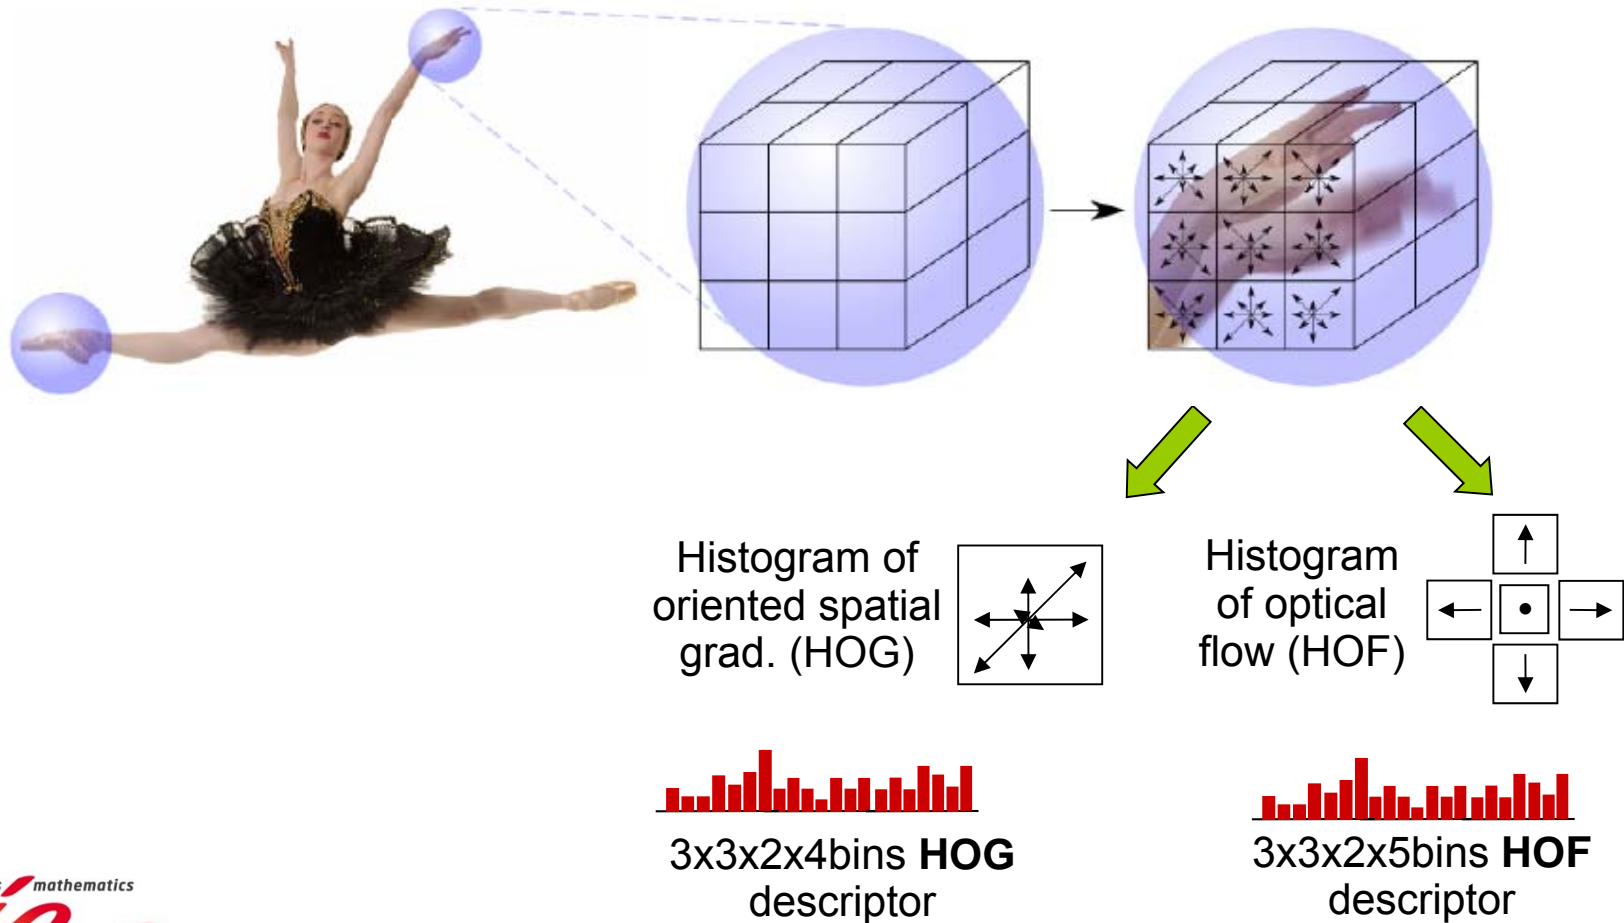 Histogram of
oriented spatial
grad. (HOG)
Histogram
of optical
flow (HOF)
3x3x2x4bins HOG
descriptor
3x3x2x5bins HOF
descriptor
mathematics